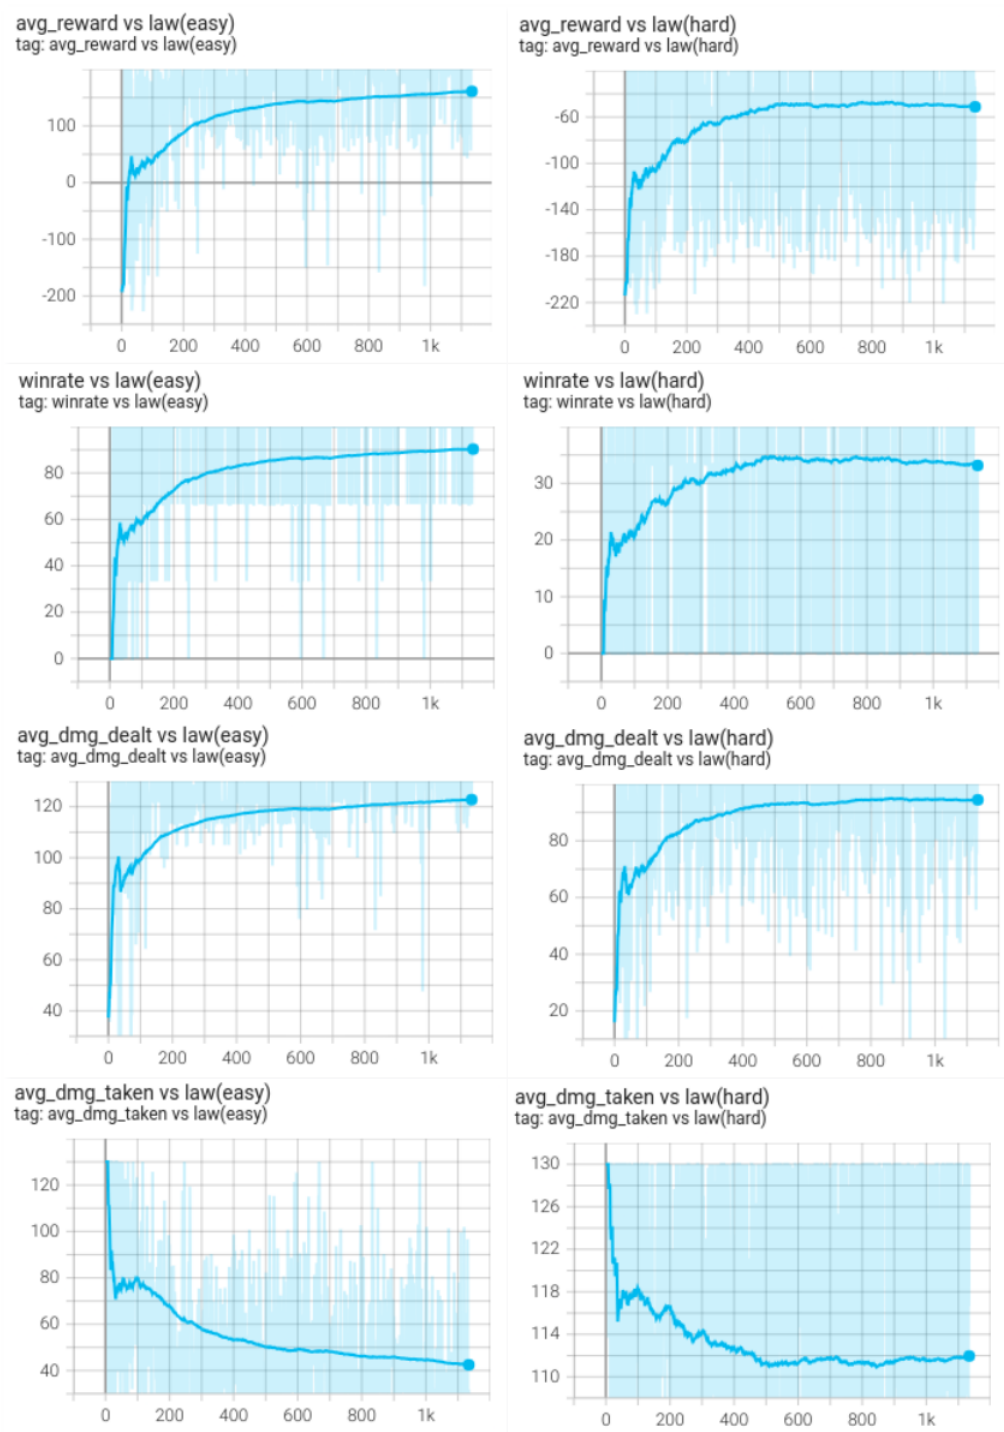 avg_reward vs law(easy)
tag: avg_reward vs law(easy)
100
0
-100
-200
0 200 400 600 800 1k
avg_reward vs law(hard)
tag: avg_reward vs law(hard)
-60
-100
-140
-180
-220
0 200 400 600 800 1k
winrate vs law(easy)
tag: winrate vs law(easy)
80
60
40
20
0
0 200 400 600 800 1k
winrate vs law(hard)
tag: winrate vs law(hard)
30
20
10
0
0 200 400 600 800 1k
avg_dmg_dealt vs law(easy)
tag: avg_dmg_dealt vs law(easy)
120
100
80
60
40
0 200 400 600 800 1k
avg_dmg_dealt vs law(hard)
tag: avg_dmg_dealt vs law(hard)
80
60
40
20
0 200 400 600 800 1k
avg_dmg_taken vs law(easy)
tag: avg_dmg_taken vs law(easy)
120
100
80
60
40
0 200 400 600 800 1k
avg_dmg_taken vs law(hard)
tag: avg_dmg_taken vs law(hard)
130
126
122
118
114
110
0 200 400 600 800 1k